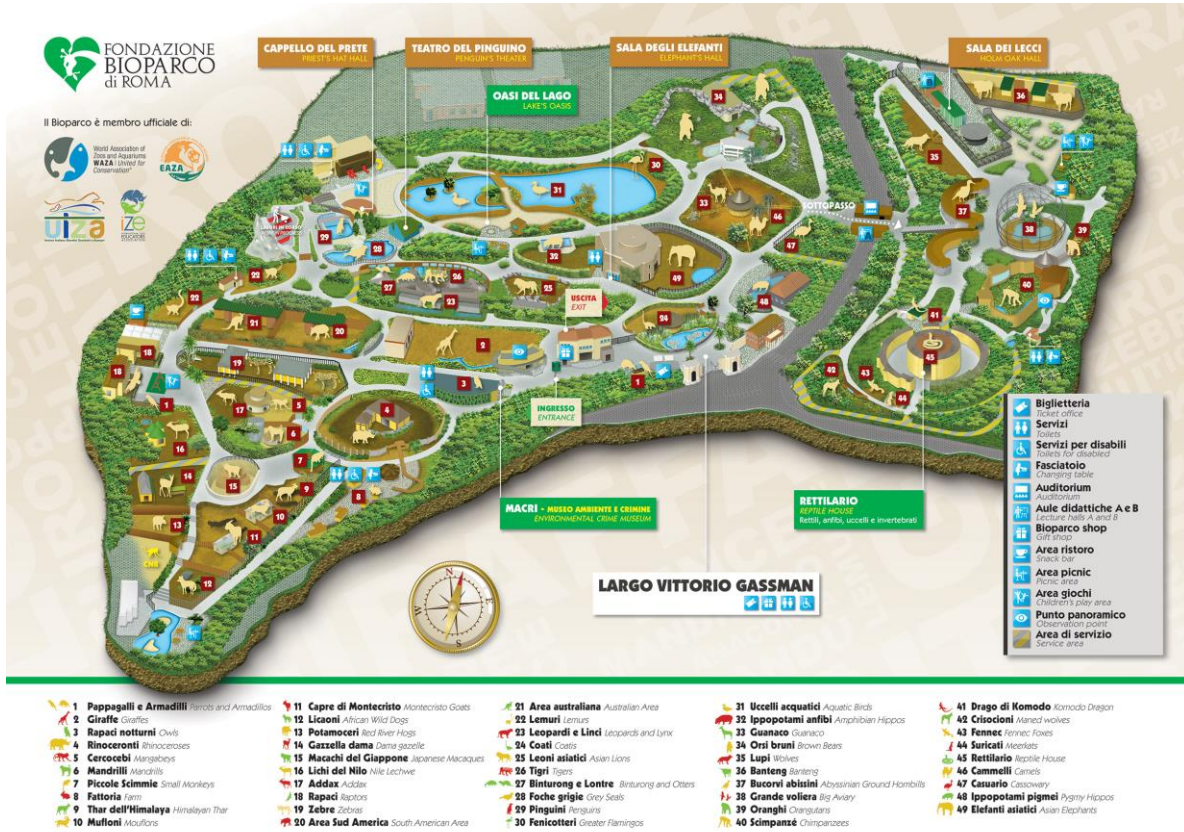 FONDAZIONE
BIOPARCO
di ROMA
Il Bioparco è membro ufficiale di:
World Association of
Zoos and Aquariums
WAZA | United for
Conservation®
EAZA
UIZA
IZE
CAPPELLO DEL PRETE
PRIEST'S HAT HALL
TEATRO DEL PINGUINO
PENGUIN'S THEATER
OASI DEL LAGO
LAKE'S OASIS
SALA DEGLI ELEFANTI
ELEPHANT'S HALL
SALA DEI LECCI
HOLM OAK HALL
SOTTOPASSO
USCITA
EXIT
INGRESSO
ENTRANCE
CNR
MACRI - MUSEO AMBIENTE E CRIMINE
ENVIRONMENTAL CRIME MUSEUM
RETTILARIO
REPTILE HOUSE
Rettili, anfibi, uccelli e invertebrati
LARGO VITTORIO GASSMAN
N
E
S
W
Biglietteria
Ticket office
Servizi
Toilets
Servizi per disabili
Toilets for disabled
Fasciatoio
Changing table
Auditorium
Auditorium
Aule didattiche A e B
Lecture halls A and B
Bioparco shop
Gift shop
Area ristoro
Snack bar
Area picnic
Picnic area
Area giochi
Children's play area
Punto panoramico
Observation point
Area di servizio
Service area
1 Pappagalli e Armadilli Parrots and Armandillos
2 Giraffe Giraffes
3 Rapaci notturni Owls
4 Rinoceronti Rhinoceroses
5 Cercocebi Mangabeys
6 Mandrilli Mandrills
7 Piccole Scimmie Small Monkeys
8 Fattoria Farm
9 Thar dell'Himalaya Himalayan Thar
10 Mufloni Mouflons
11 Capre di Montecristo Montecristo Goats
12 Licaoni African Wild Dogs
13 Potamoceri Red River Hogs
14 Gazzella dama Dama gazelle
15 Macachi del Giappone Japanese Macaques
16 Lichi del Nilo Nile Lechwe
17 Addax Addax
18 Rapaci Raptors
19 Zebre Zebras
20 Area Sud America South American Area
21 Area australiana Australian Area
22 Lemuri Lemurs
23 Leopardi e Linci Leopards and Lynx
24 Coati Coatis
25 Leoni asiatici Asian Lions
26 Tigri Tigers
27 Binturong e Lontre Binturong and Otters
28 Foche grigie Grey Seals
29 Pinguini Penguins
30 Fenicotteri Greater Flamingos
31 Uccelli acquatici Aquatic Birds
32 Ippopotami anfibi Amphibian Hippos
33 Guanaco Guanaco
34 Orsi bruni Brown Bears
35 Lupi Wolves
36 Banteng Banteng
37 Bucorvi abissini Abyssinian Ground Hornbills
38 Grande voliera Big Aviary
39 Oranghi Orangutans
40 Scimpanzé Chimpanzees
41 Drago di Komodo Komodo Dragon
42 Crisocioni Maned wolves
43 Fennec Fennec Foxes
44 Suricati Meerkats
45 Rettilario Reptile House
46 Cammelli Camels
47 Casuario Cassowary
48 Ippopotami pigmei Pygmy Hippos
49 Elefanti asiatici Asian Elephants